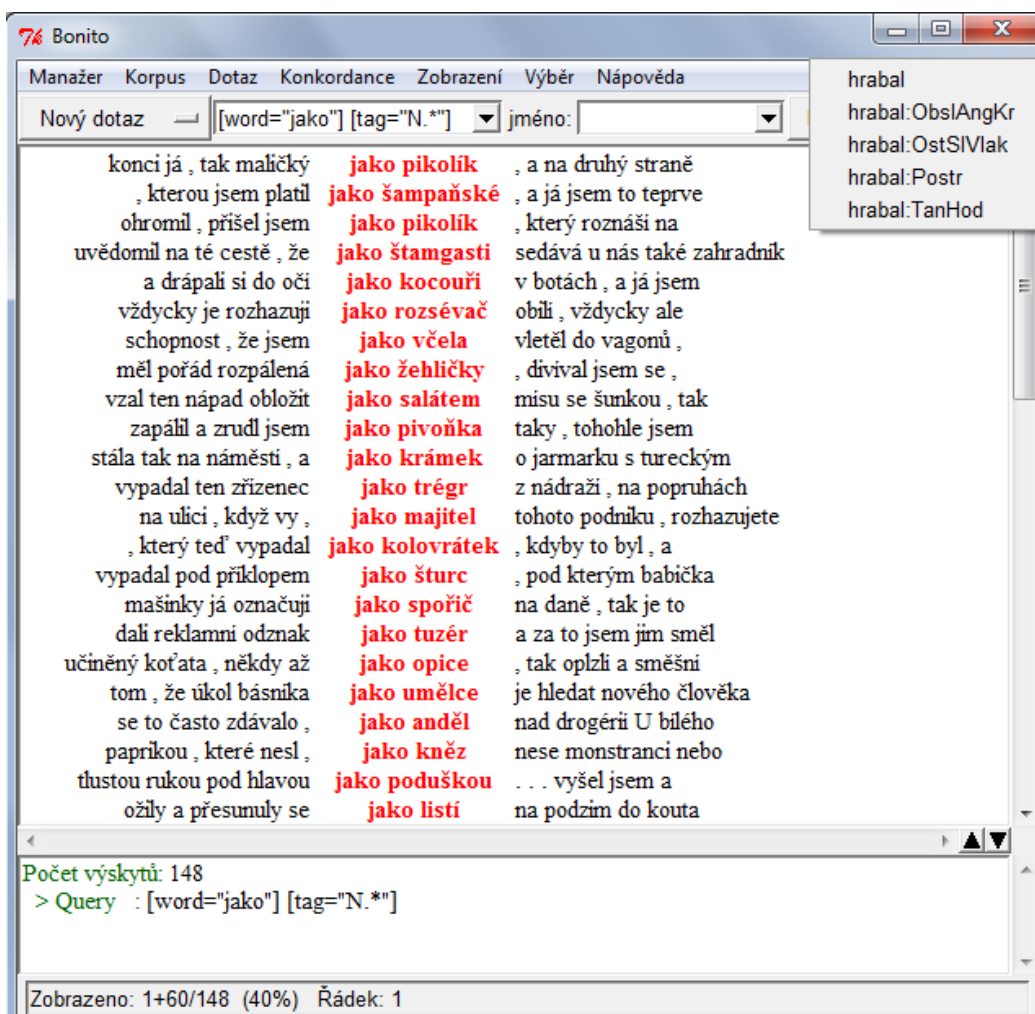 Bonito
Manažer Korpus Dotaz Konkordance Zobrazení Výběr Nápověda
Nový dotaz [word="jako"] [tag="N.*"] jméno:
hrabal
hrabal:ObslAngKr
hrabal:OstSlVlak
hrabal:Postr
hrabal:TanHod
konci já , tak maličký jako pikolík , a na druhý straně
, kterou jsem platil jako šampaňské , a já jsem to teprve
ohromil , přišel jsem jako pikolík , který roznáši na
uvědomil na té cestě , že jako štamgasti sedává u nás také zahradník
a drápali si do očí jako kocouři v botách , a já jsem
vždycky je rozhazuji jako rozsévač obilí , vždycky ale
schopnost , že jsem jako včela vletěl do vagonů ,
měl pořád rozpálená jako žehličky , divíval jsem se ,
vzal ten nápad obložit jako salátem mísu se šunkou , tak
zapálil a zrudl jsem jako pivoňka taky , tohohle jsem
stála tak na náměstí , a jako krámek o jarmarku s tureckým
vypadal ten zřízenec jako trégr z nádraží , na popruhách
na ulici , když vy , jako majitel tohoto podniku , rozhazujete
, který teď vypadal jako kolovrátek , kdyby to byl , a
vypadal pod příklopem jako šturc , pod kterým babička
mašinky já označuji jako spořič na daně , tak je to
dali reklamní odznak jako tuzér a za to jsem jim směl
učiněný koťata , někdy až jako opice , tak oplzlí a směšní
tom , že úkol básníka jako umělce je hledat nového člověka
se to často zdávalo , jako anděl nad drogérií U bílého
paprikou , které nesl , jako kněz nese monstranci nebo
tlustou rukou pod hlavou jako poduškou . . . vyšel jsem a
ožily a přesunuly se jako listí na podzim do kouta
Počet výskytů: 148
> Query : [word="jako"] [tag="N.*"]
Zobrazeno: 1+60/148 (40%) Řádek: 1